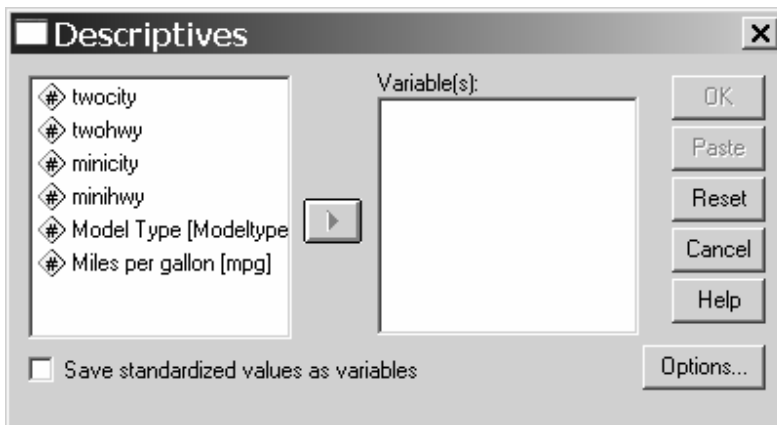 Descriptives
twocity
twohwy
minicity
minihwy
Model Type [Modeltype
Miles per gallon [mpg]
Variable(s):
OK
Paste
Reset
Cancel
Help
Save standardized values as variables
Options...